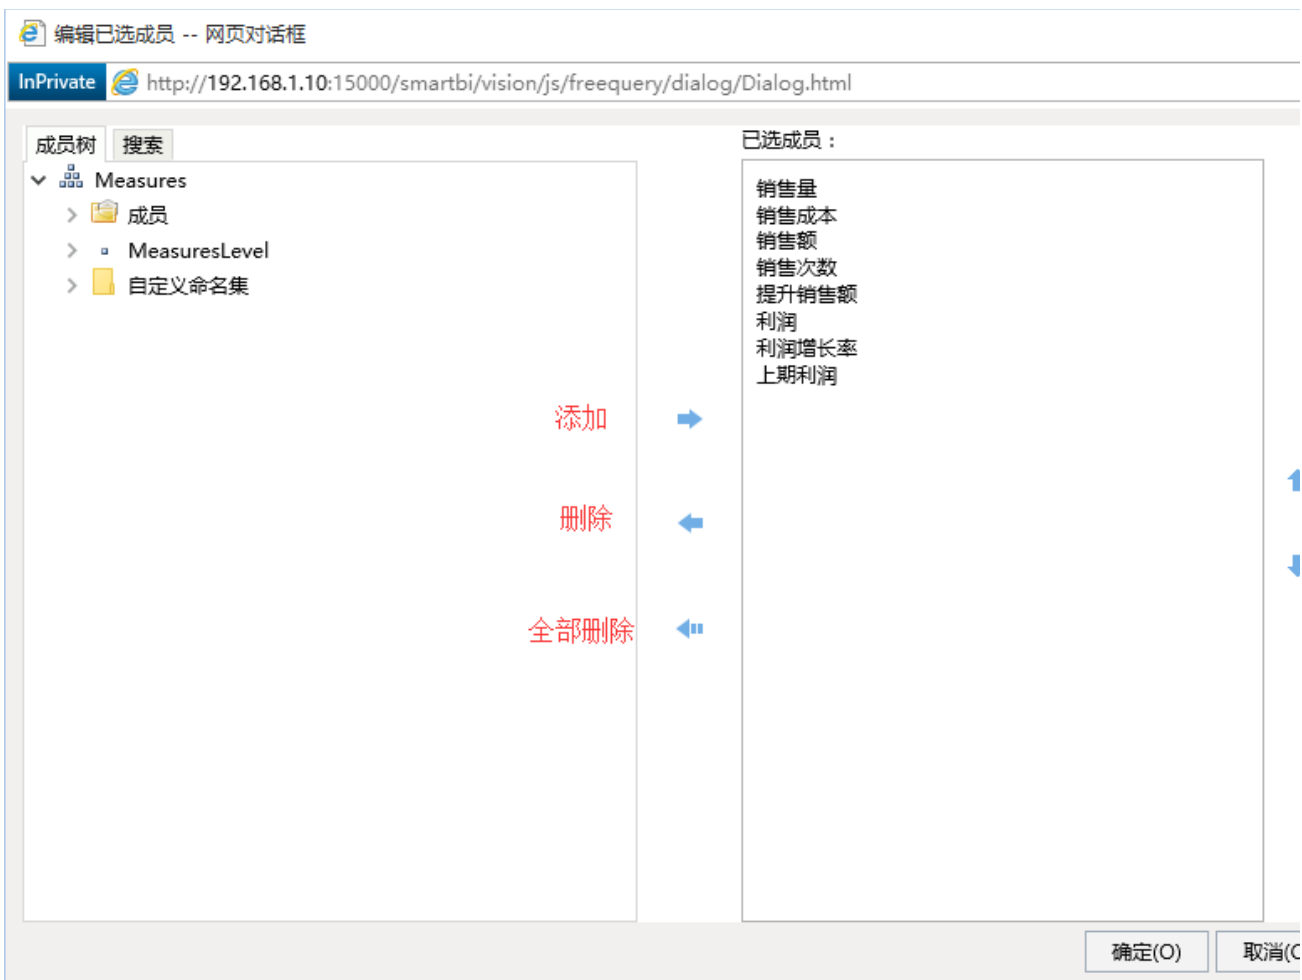 编辑已选成员 -- 网页对话框
InPrivate http://192.168.1.10:15000/smartbi/vision/js/freequery/dialog/Dialog.html
成员树 搜索
Measures
成员
MeasuresLevel
自定义命名集
添加
删除
全部删除
已选成员：
销售量
销售成本
销售额
销售次数
提升销售额
利润
利润增长率
上期利润
确定(O) 取消(C